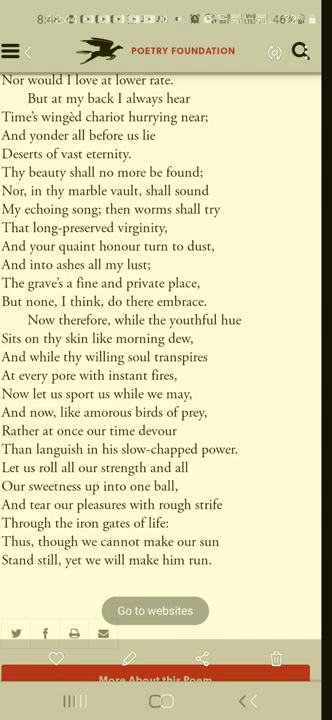 POETRY FOUNDATION
Nor would I love at lower rate.
But at my back I always hear
Time's wingèd chariot hurrying near;
And yonder all before us lie
Deserts of vast eternity.
Thy beauty shall no more be found;
Nor, in thy marble vault, shall sound
My echoing song; then worms shall try
That long-preserved virginity,
And your quaint honour turn to dust,
And into ashes all my lust;
The grave's a fine and private place,
But none, I think, do there embrace.
Now therefore, while the youthful hue
Sits on thy skin like morning dew,
And while thy willing soul transpires
At every pore with instant fires,
Now let us sport us while we may,
And now, like amorous birds of prey,
Rather at once our time devour
Than languish in his slow-chapped power.
Let us roll all our strength and all
Our sweetness up into one ball,
And tear our pleasures with rough strife
Through the iron gates of life:
Thus, though we cannot make our sun
Stand still, yet we will make him run.
Go to websites
More About this Poem